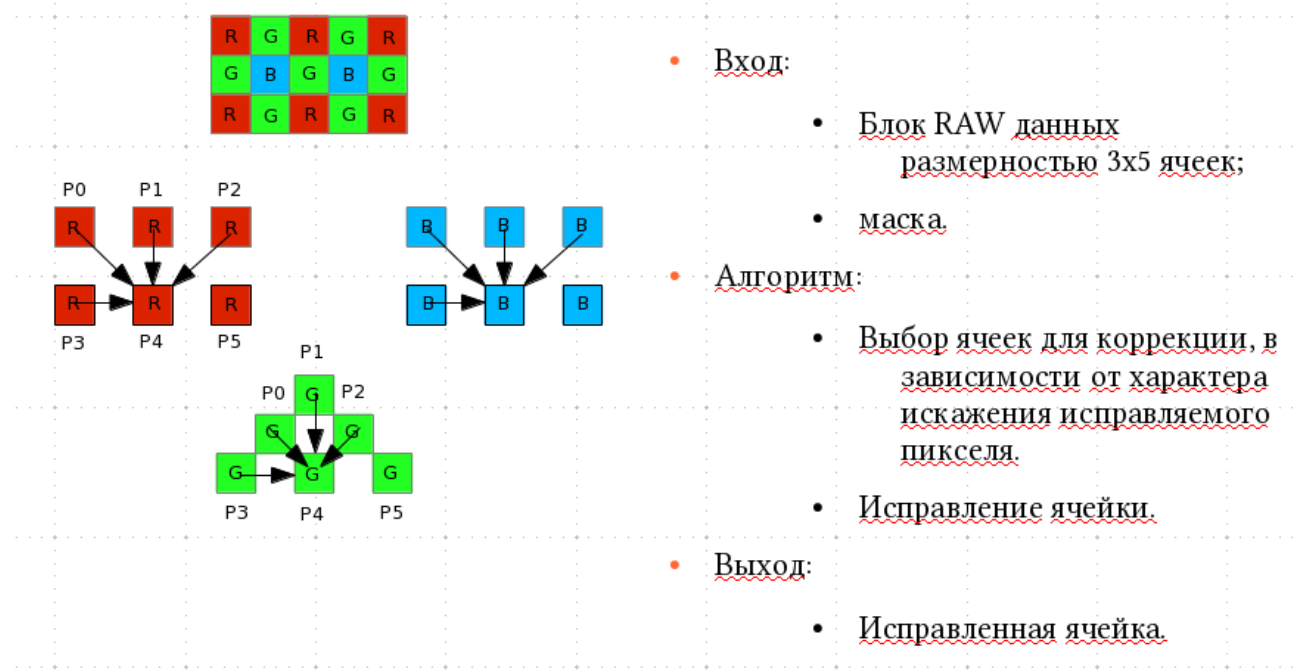 R G R G R
G B G B G
R G R G R
P0 P1 P2
R R R
R R R
P3 P4 P5
B B B
B B B
P1
P0 P2
G
G G
G G G
P3 P4 P5
Вход:
Блок RAW данных
размерностью 3x5 ячеек;
маска.
Алгоритм:
Выбор ячеек для коррекции, в
зависимости от характера
искажения исправляемого
пикселя.
Исправление ячейки.
Выход:
Исправленная ячейка.